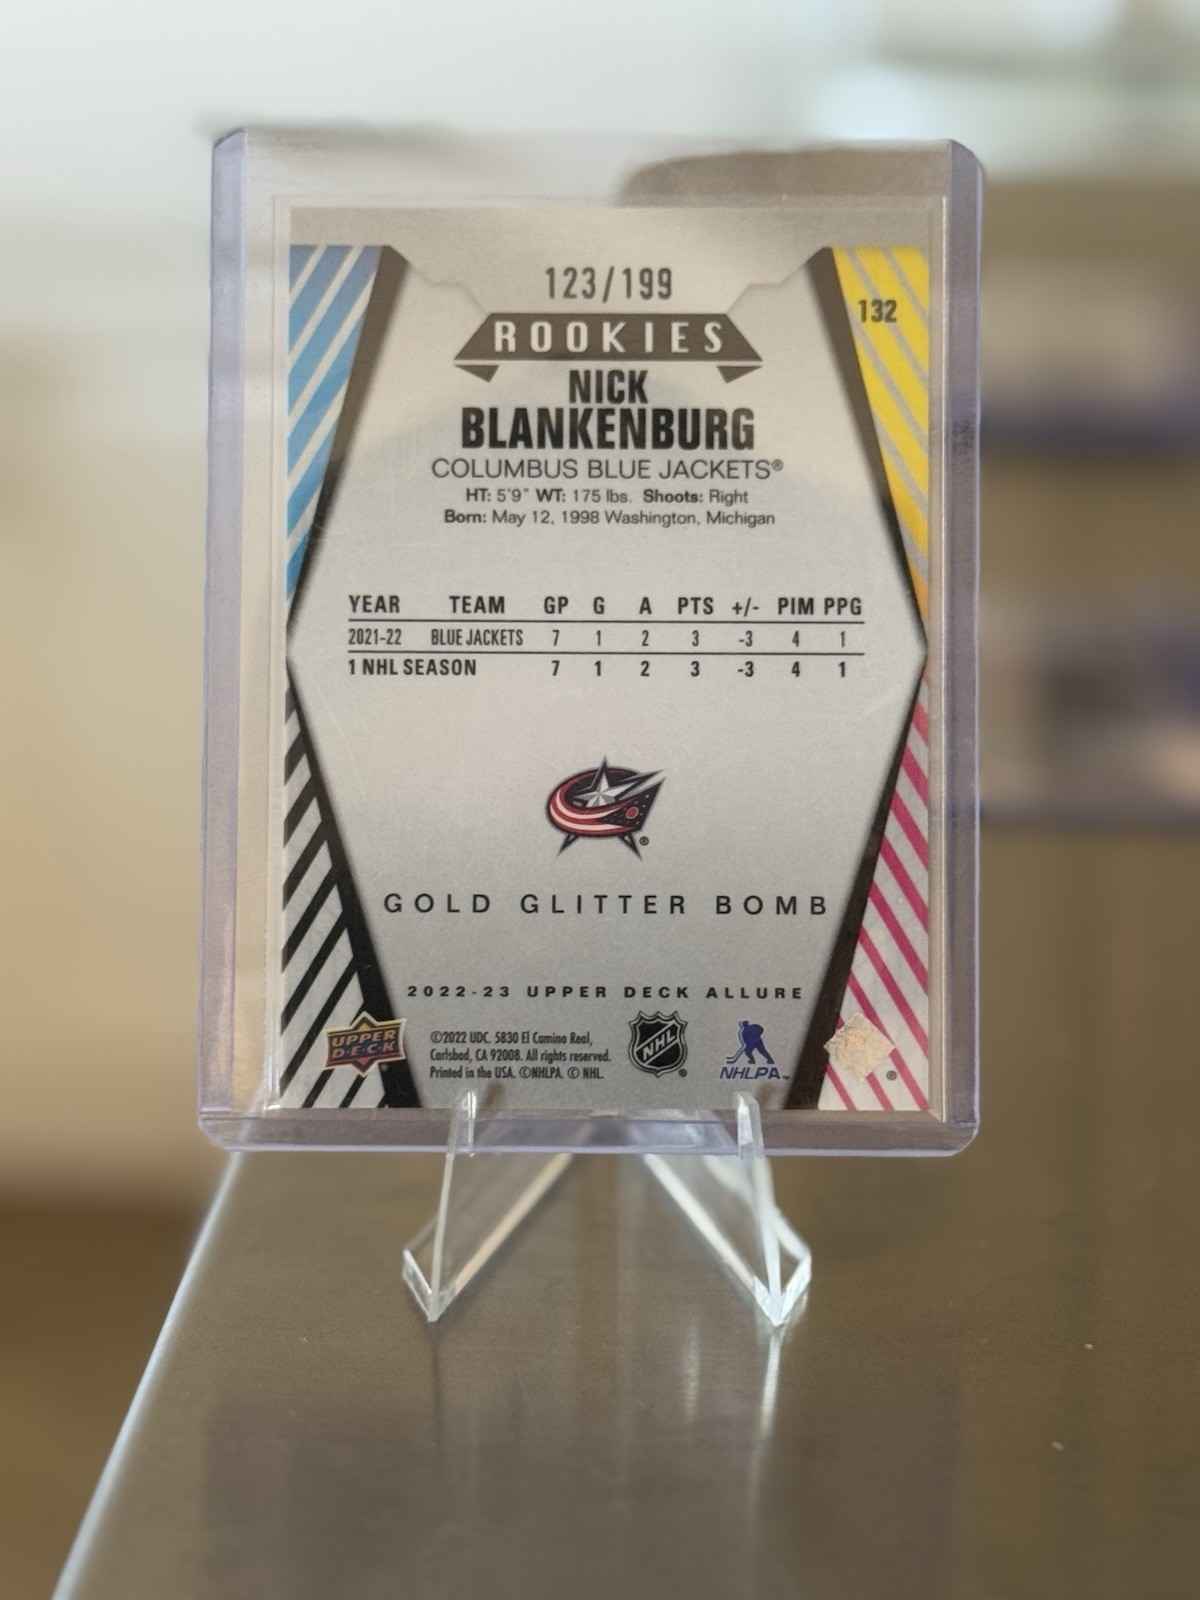 123/199
132
ROOKIES
NICK
BLANKENBURG
COLUMBUS BLUE JACKETS®
HT: 5'9" WT: 175 lbs. Shoots: Right
Born: May 12, 1998 Washington, Michigan
YEAR TEAM GP G A PTS +/- PIM PPG
2021-22 BLUE JACKETS 7 1 2 3 -3 4 1
1 NHL SEASON 7 1 2 3 -3 4 1
®
GOLD GLITTER BOMB
2022-23 UPPER DECK ALLURE
UPPER
DECK
®
©2022 UDC. 5830 El Camino Real,
Carlsbad, CA 92008. All rights reserved.
Printed in the USA. ©NHLPA. © NHL.
NHL
®
NHLPA™
®